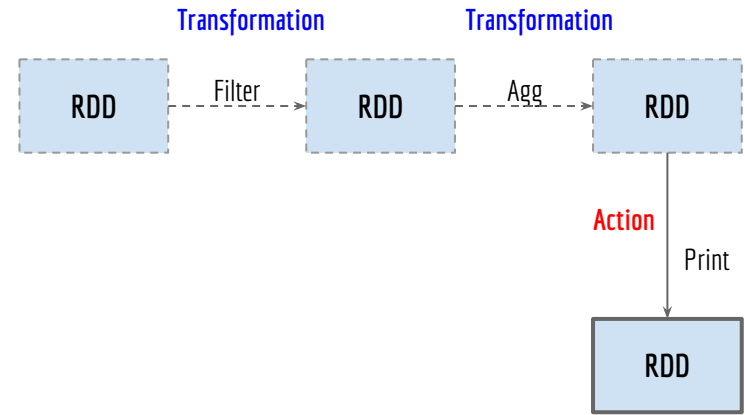 Transformation Transformation
RDD Filter RDD Agg RDD
Action
Print
RDD